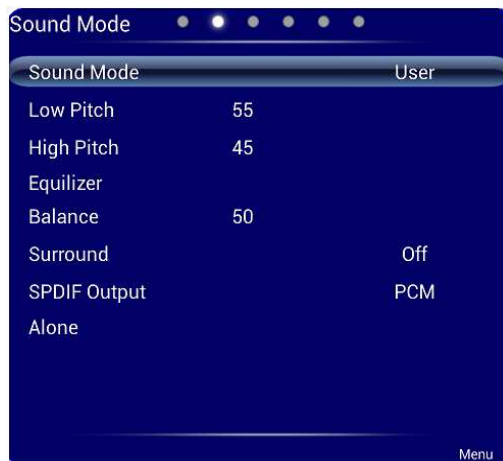 Sound Mode
Sound Mode User
Low Pitch 55
High Pitch 45
Equilizer
Balance 50
Surround Off
SPDIF Output PCM
Alone
Menu